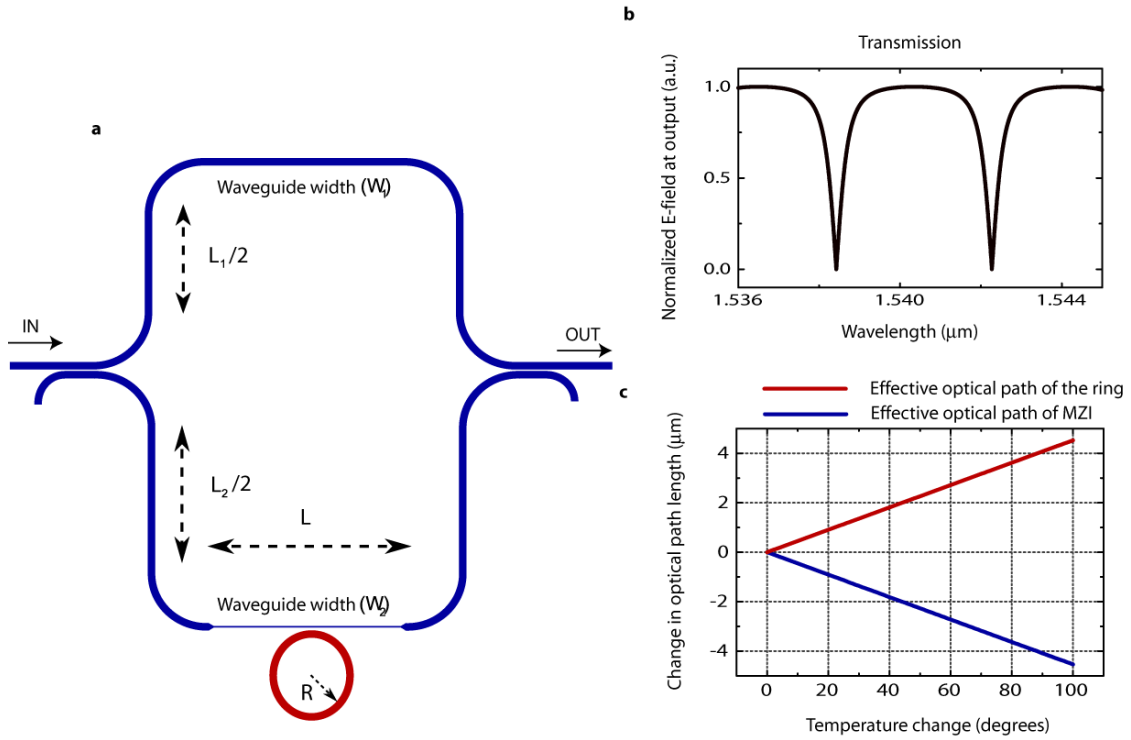 a
Waveguide width (W₁)
L₁/2
IN
OUT
L₂/2
L
Waveguide width (W₂)
R
b
Transmission
Normalized E-field at output (a.u.)
1.0
0.5
0.0
1.536
1.540
1.544
Wavelength (μm)
c
Effective optical path of the ring
Effective optical path of MZI
Change in optical path length (μm)
4
2
0
-2
-4
0
20
40
60
80
100
Temperature change (degrees)